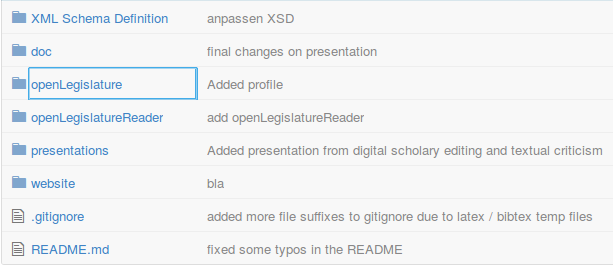 XML Schema Definition anpassen XSD
doc final changes on presentation
openLegislature Added profile
openLegislatureReader add openLegislatureReader
presentations Added presentation from digital scholary editing and textual criticism
website bla
.gitignore added more file suffixes to gitignore due to latex / bibtex temp files
README.md fixed some typos in the README